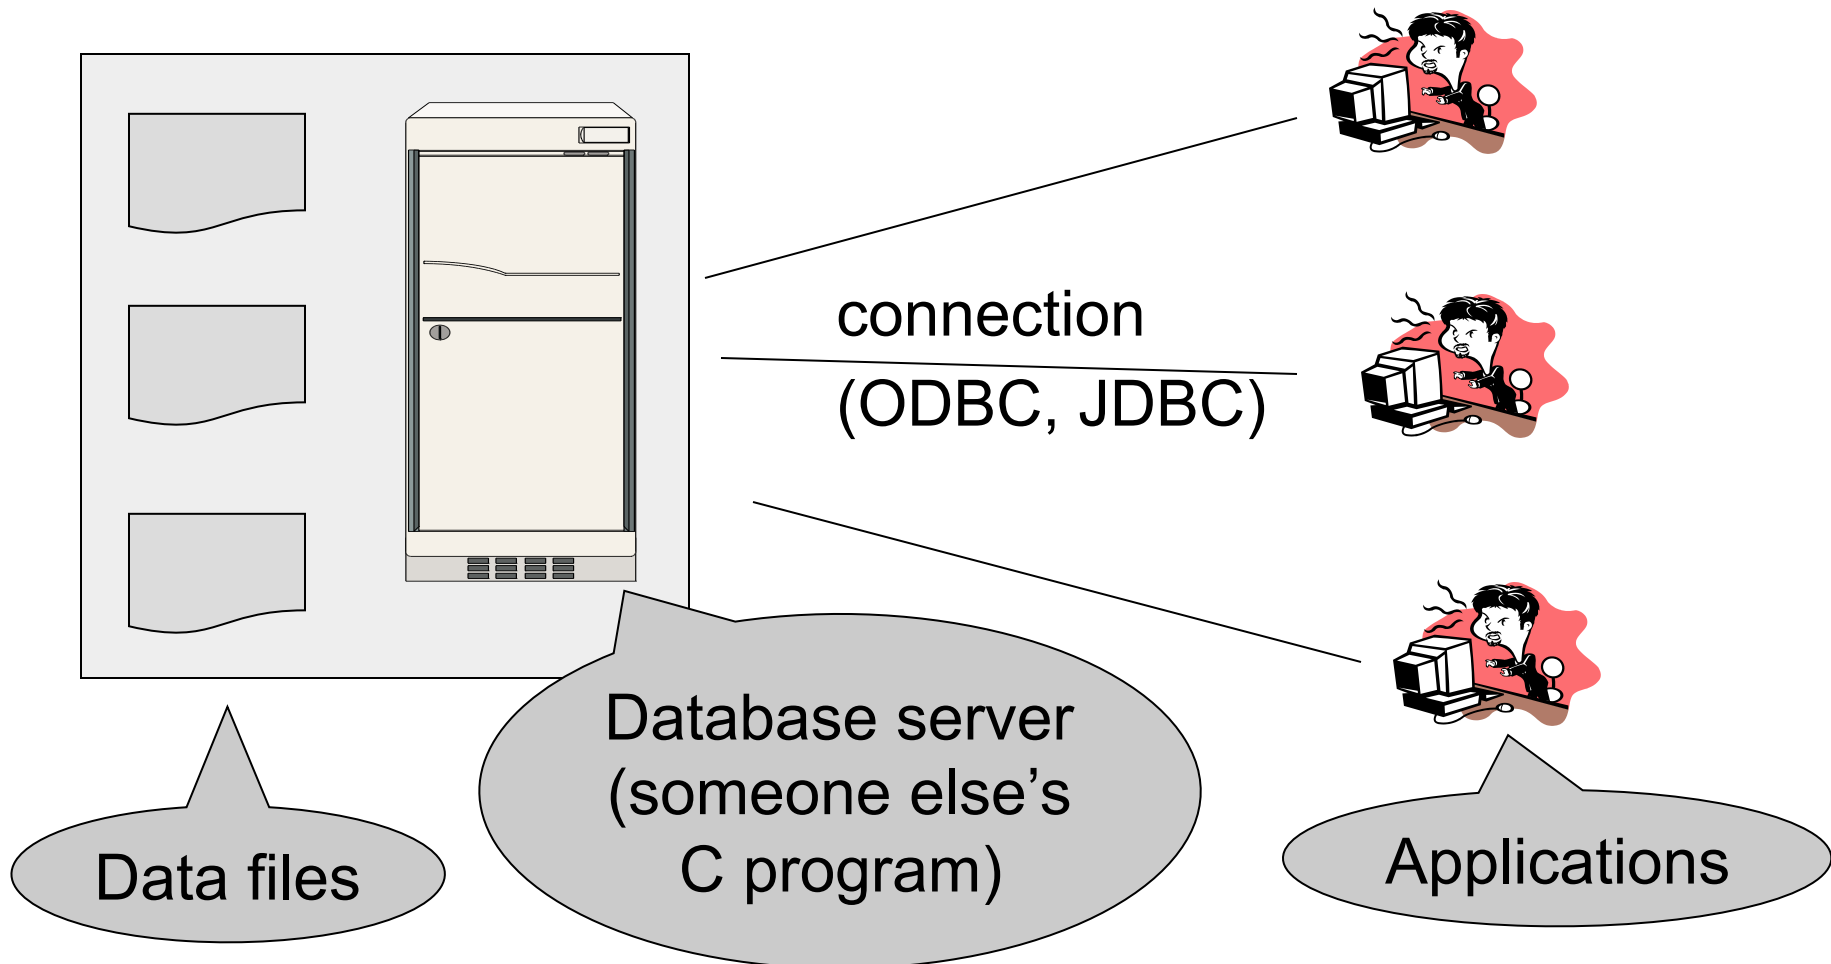 connection
(ODBC, JDBC)
Database server
(someone else’s
C program)
Data files
Applications